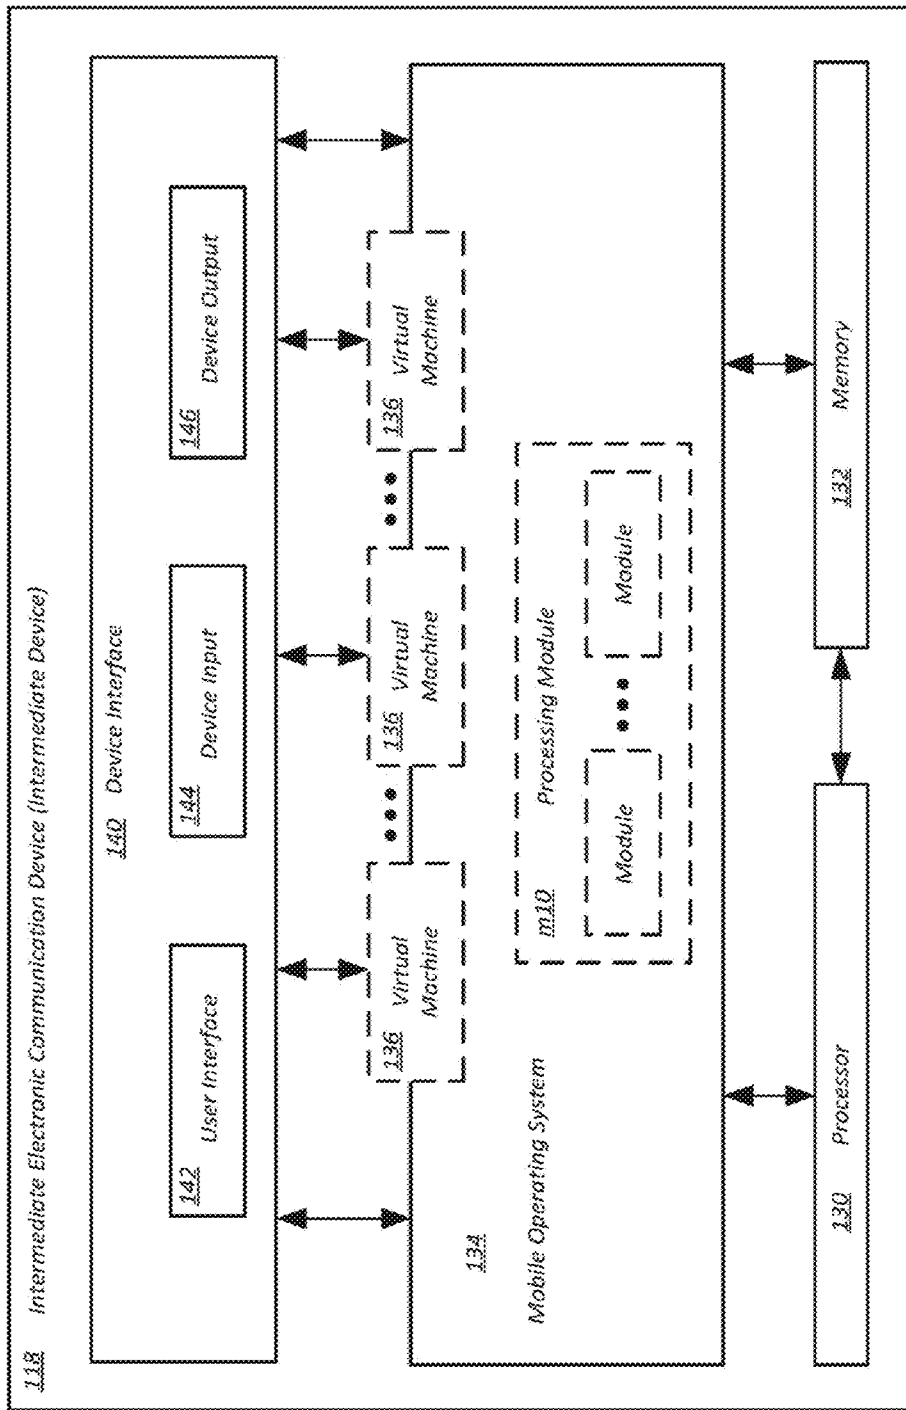 118 Intermediate Electronic Communication Device (Intermediate Device)
140 Device Interface
142 User Interface
144 Device Input
146 Device Output
136 Virtual
Machine
136 Virtual
Machine
136 Virtual
Machine
134
Mobile Operating System
m10 Processing Module
Module
Module
130 Processor
132 Memory